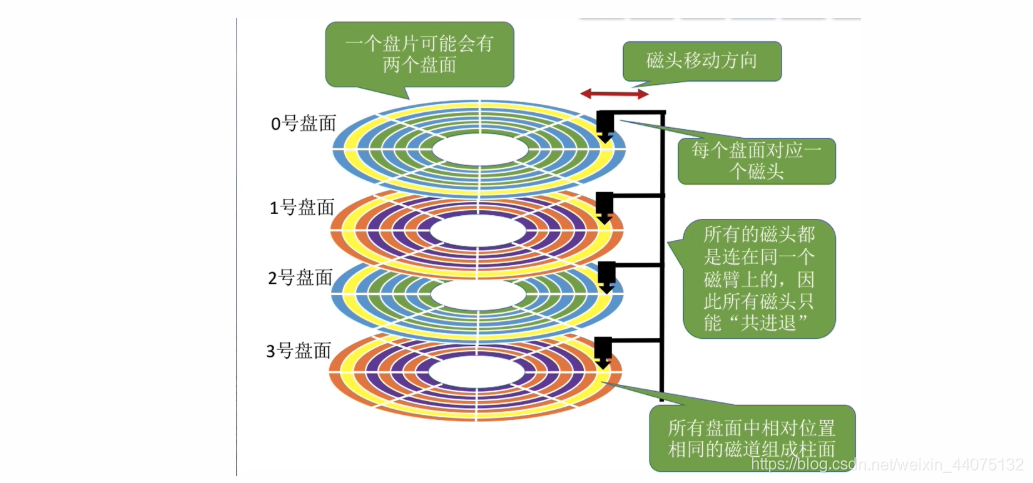 一个盘片可能会有
两个盘面
磁头移动方向
0号盘面
每个盘面对应一
个磁头
1号盘面
所有的磁头都
是连在同一个
磁臂上的，因
此所有磁头只
能“共进退”
2号盘面
3号盘面
所有盘面中相对位置
相同的磁道组成柱面
https://blog.csdn.net/weixin_44075132